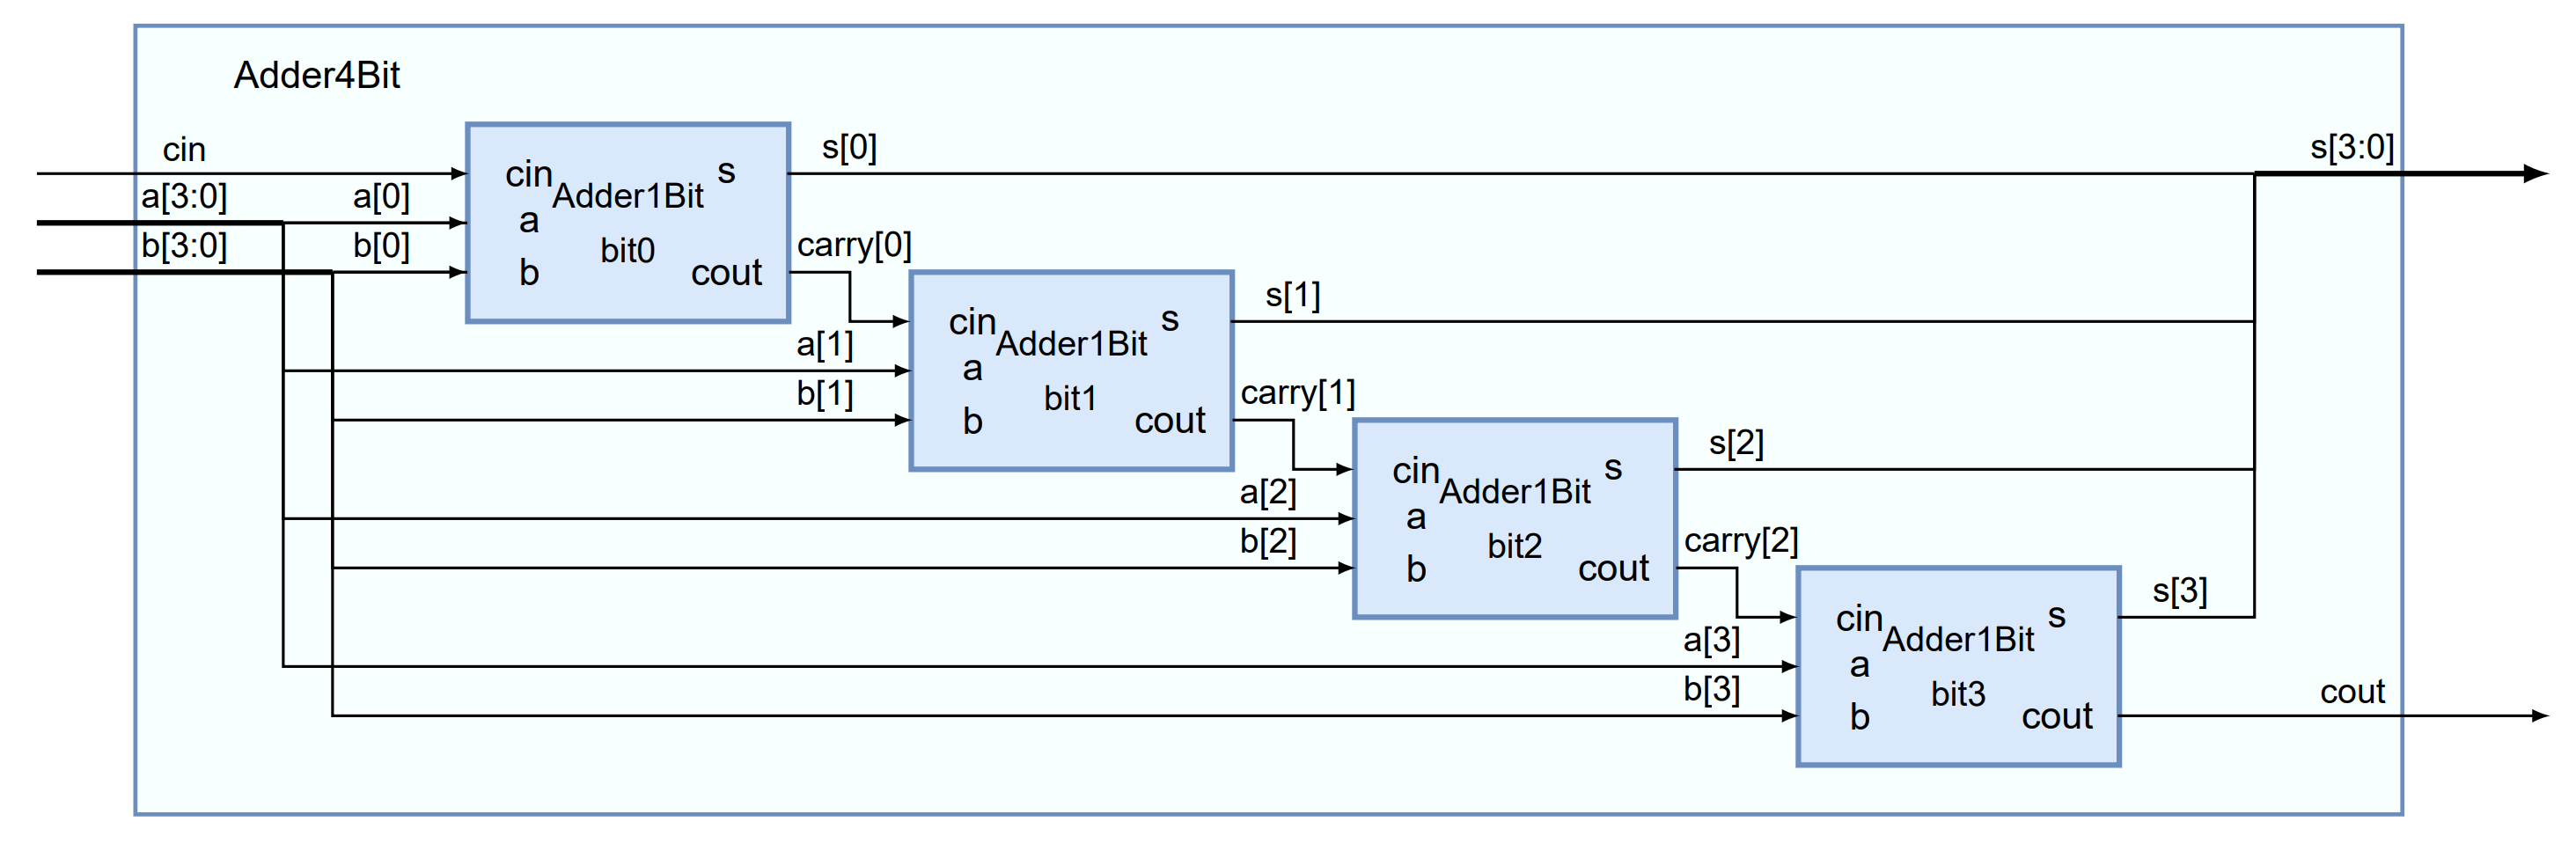 Adder4Bit
cin
a[3:0]
a[0]
b[3:0]
b[0]
cin
Adder1Bit
s
a
bit0
b
cout
s[0]
s[3:0]
carry[0]
cin
Adder1Bit
s
a
bit1
b
cout
s[1]
a[1]
b[1]
carry[1]
cin
Adder1Bit
s
a
bit2
b
cout
s[2]
a[2]
b[2]
carry[2]
cin
Adder1Bit
s
a
bit3
b
cout
s[3]
a[3]
b[3]
cout